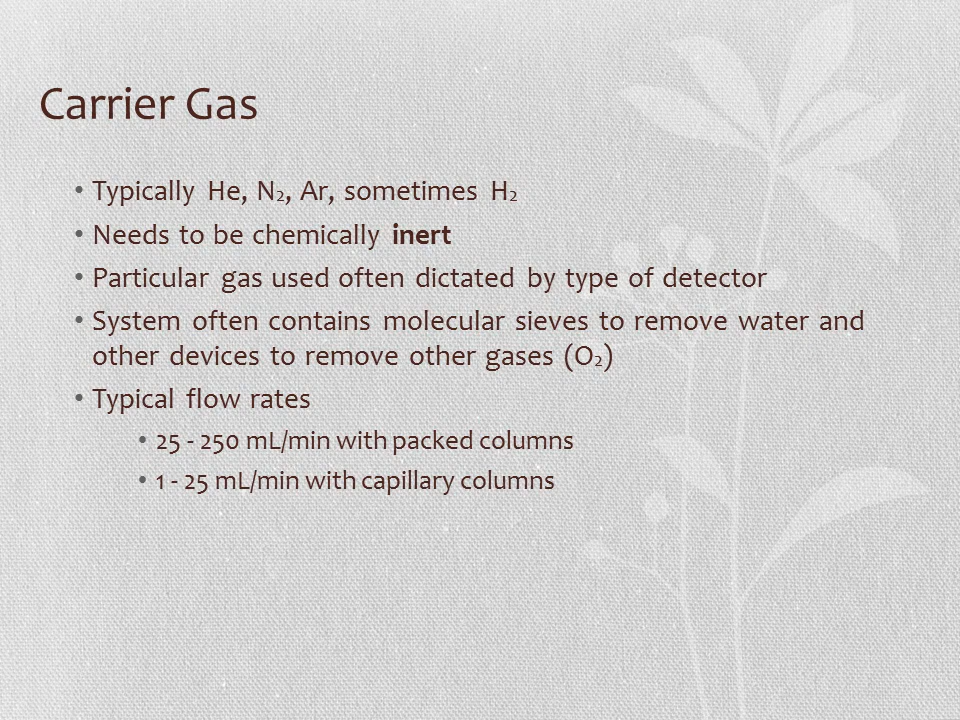 Carrier Gas
• Typically He, N₂, Ar, sometimes H₂
• Needs to be chemically inert
• Particular gas used often dictated by type of detector
• System often contains molecular sieves to remove water and
other devices to remove other gases (O₂)
• Typical flow rates
• 25 - 250 mL/min with packed columns
• 1 - 25 mL/min with capillary columns